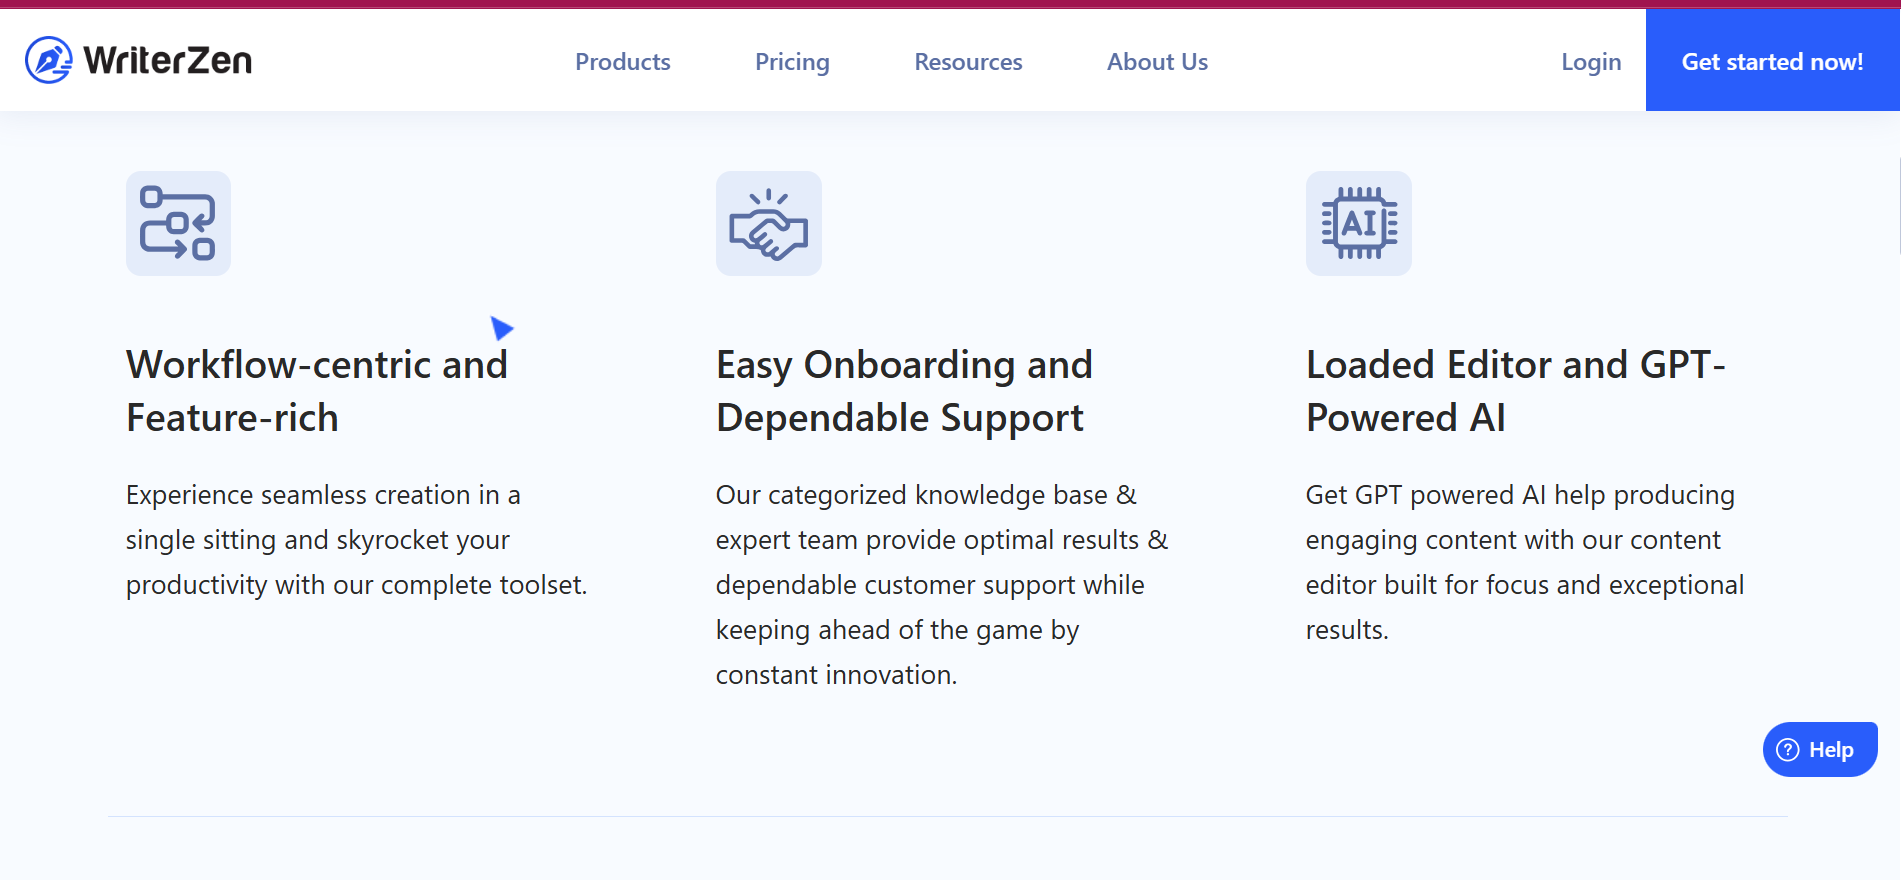 WriterZen
Products
Pricing
Resources
About Us
Login
Get started now!
AI
Workflow-centric and
Feature-rich
Experience seamless creation in a
single sitting and skyrocket your
productivity with our complete toolset.
Easy Onboarding and
Dependable Support
Our categorized knowledge base &
expert team provide optimal results &
dependable customer support while
keeping ahead of the game by
constant innovation.
Loaded Editor and GPT-
Powered AI
Get GPT powered AI help producing
engaging content with our content
editor built for focus and exceptional
results.
? Help